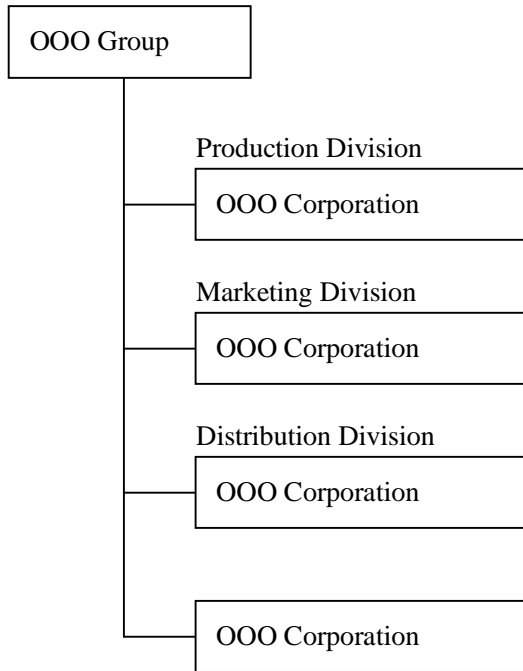 OOO Group
Production Division
OOO Corporation
Marketing Division
OOO Corporation
Distribution Division
OOO Corporation
OOO Corporation